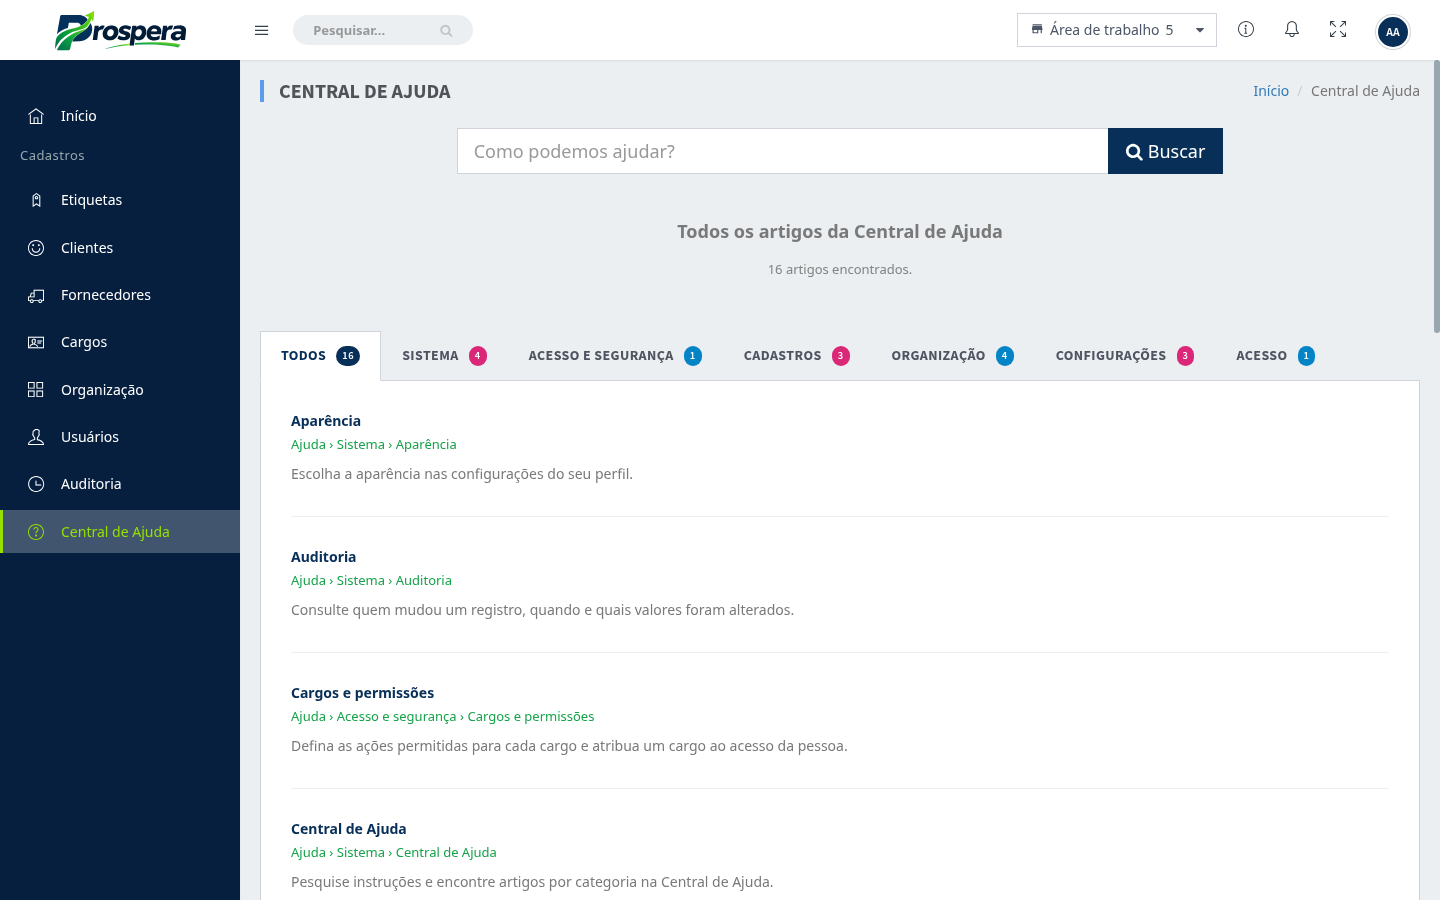 Prospera
Pesquisar...
Área de trabalho 5
AA
Início
Cadastros
Etiquetas
Clientes
Fornecedores
Cargos
Organização
Usuários
Auditoria
Central de Ajuda
CENTRAL DE AJUDA
Início / Central de Ajuda
Como podemos ajudar?
Buscar
Todos os artigos da Central de Ajuda
16 artigos encontrados.
TODOS 16 SISTEMA 4 ACESSO E SEGURANÇA 1 CADASTROS 3 ORGANIZAÇÃO 4 CONFIGURAÇÕES 3 ACESSO 1
Aparência
Ajuda › Sistema › Aparência
Escolha a aparência nas configurações do seu perfil.
Auditoria
Ajuda › Sistema › Auditoria
Consulte quem mudou um registro, quando e quais valores foram alterados.
Cargos e permissões
Ajuda › Acesso e segurança › Cargos e permissões
Defina as ações permitidas para cada cargo e atribua um cargo ao acesso da pessoa.
Central de Ajuda
Ajuda › Sistema › Central de Ajuda
Pesquise instruções e encontre artigos por categoria na Central de Ajuda.